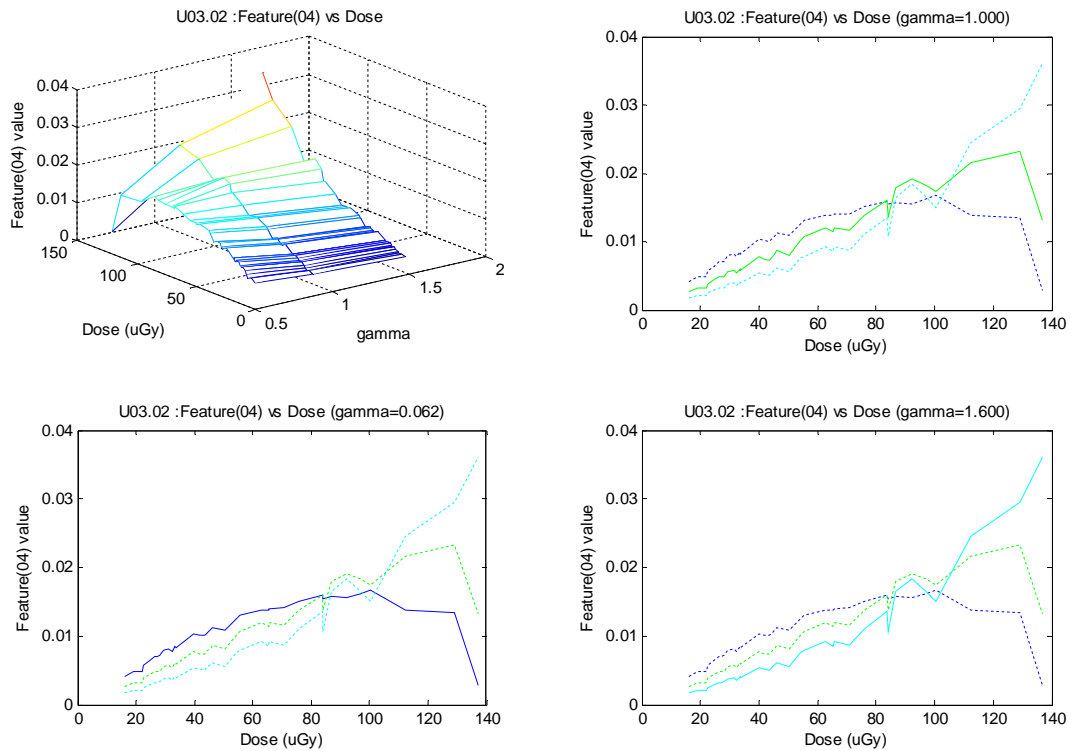 U03.02 :Feature(04) vs Dose
0.04
0.03
0.02
0.01
0
150
100
50
0
0.5
1
1.5
2
Feature(04) value
Dose (uGy)
gamma
U03.02 :Feature(04) vs Dose (gamma=1.000)
0.04
0.03
0.02
0.01
0
0 20 40 60 80 100 120 140
Feature(04) value
Dose (uGy)
U03.02 :Feature(04) vs Dose (gamma=0.062)
0.04
0.03
0.02
0.01
0
0 20 40 60 80 100 120 140
Feature(04) value
Dose (uGy)
U03.02 :Feature(04) vs Dose (gamma=1.600)
0.04
0.03
0.02
0.01
0
0 20 40 60 80 100 120 140
Feature(04) value
Dose (uGy)